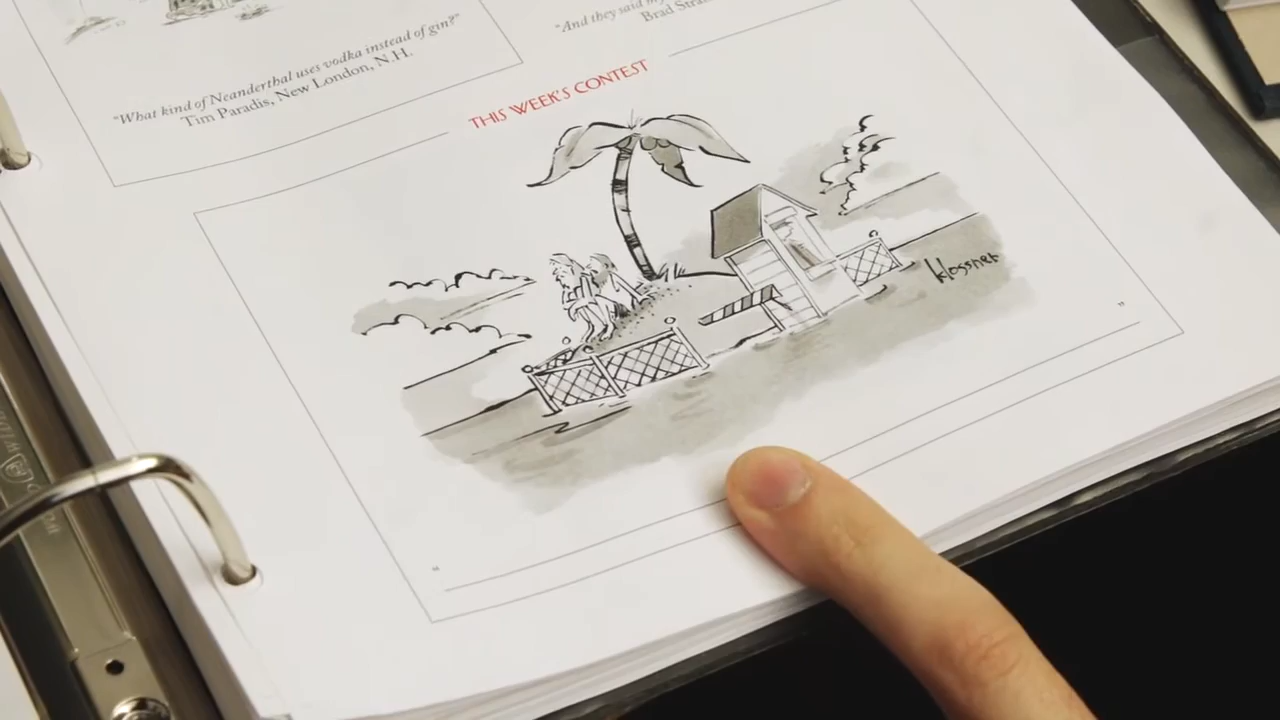 "What kind of Neanderthal uses vodka instead of gin?"
Tim Paradis, New London, N.H.
"And they said my
Brad
THIS WEEK'S CONTEST
klossner
"
"